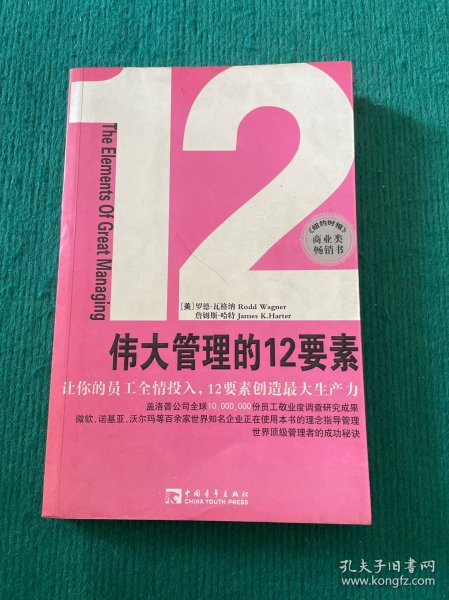 12
The Elements Of Great Managing
《纽约时报》
商业类
畅销书
[美]罗德·瓦格纳 Rodd Wagner
詹姆斯·哈特 James K.Harter
伟大管理的12要素
让你的员工全情投入，12要素创造最大生产力
盖洛普公司全球10,000,000份员工敬业度调查研究成果
微软、诺基亚、沃尔玛等百余家世界知名企业正在使用本书的理念指导管理
世界顶级管理者的成功秘诀
中国青年出版社
CHINA YOUTH PRESS
孔夫子旧书网
www.kongfz.com